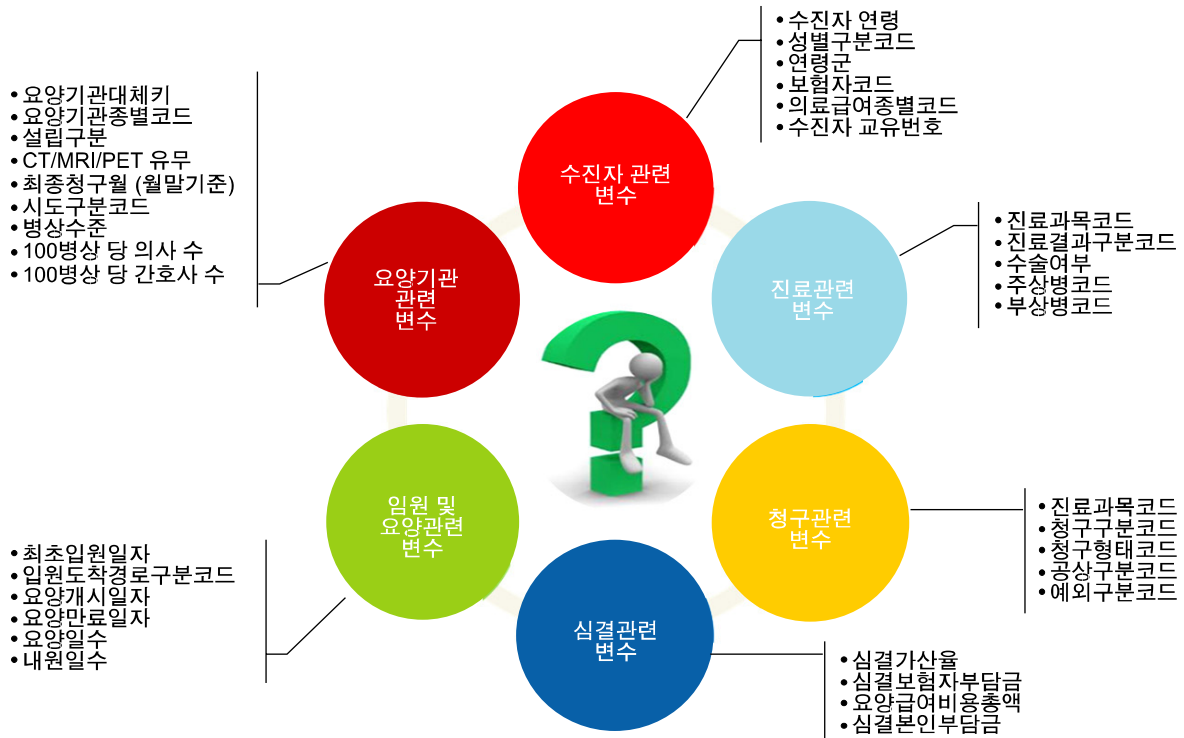 • 수진자 연령
• 성별구분코드
• 연령군
• 보험자코드
• 의료급여종별코드
• 수진자 교유번호
수진자 관련
변수
• 요양기관대체키
• 요양기관종별코드
• 설립구분
• CT/MRI/PET 유무
• 최종청구월 (월말기준)
• 시도구분코드
• 병상수준
• 100병상 당 의사 수
• 100병상 당 간호사 수
요양기관
관련
변수
• 진료과목코드
• 진료결과구분코드
• 수술여부
• 주상병코드
• 부상병코드
진료관련
변수
임원 및
요양관련
변수
• 최초입원일자
• 입원도착경로구분코드
• 요양개시일자
• 요양만료일자
• 요양일수
• 내원일수
청구관련
변수
• 진료과목코드
• 청구구분코드
• 청구형태코드
• 공상구분코드
• 예외구분코드
심결관련
변수
• 심결가산율
• 심결보험자부담금
• 요양급여비용총액
• 심결본인부담금